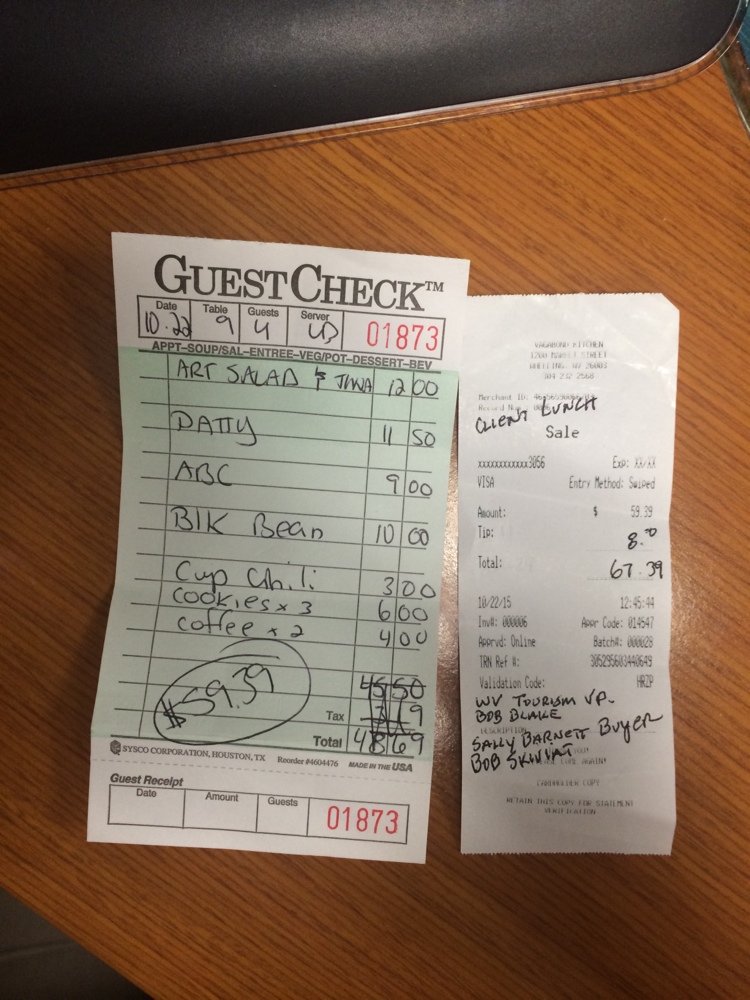 GUEST CHECK™
Date Table Guests Server
10.22 9 4 01873
APPT-SOUP/SAL-ENTREE-VEG/POT-DESSERT-BEV
ART SALAD & TUNA 12 00
PATTY 11 50
ABC 9 00
Blk Bean 10 00
Cup Chili 3 00
cookies x 3 6 00
coffee x 2 4 00
$59.39
45 50
Tax 3 19
Total 48 69
SYSCO CORPORATION, HOUSTON, TX Reorder #4604476 MADE IN THE USA
Guest Receipt
Date Amount Guests
01873
VAGABOND KITCHEN
1200 MARKET STREET
WHEELING, WV 26003
304 232 2668
Merchant ID:
Record No.:
CLIENT LUNCH
Sale
xxxxxxxxxxxx3056 Exp: XX/XX
VISA Entry Method: Swiped
Amount: $ 59.39
Tip: 8.00
Total: 67.39
10/22/15 12:45:44
Inv#: 000006 Appr Code: 014547
Apprvd: Online Batch#: 000028
TRN Ref #: 305295603440649
Validation Code: HRZP
WV TOURISM VP.
BOB BLAKE
DESCRIPTION
SALLY BARNETT Buyer
BOB
COME AGAIN!
CARDHOLDER COPY
RETAIN THIS COPY FOR STATEMENT
VERIFICATION